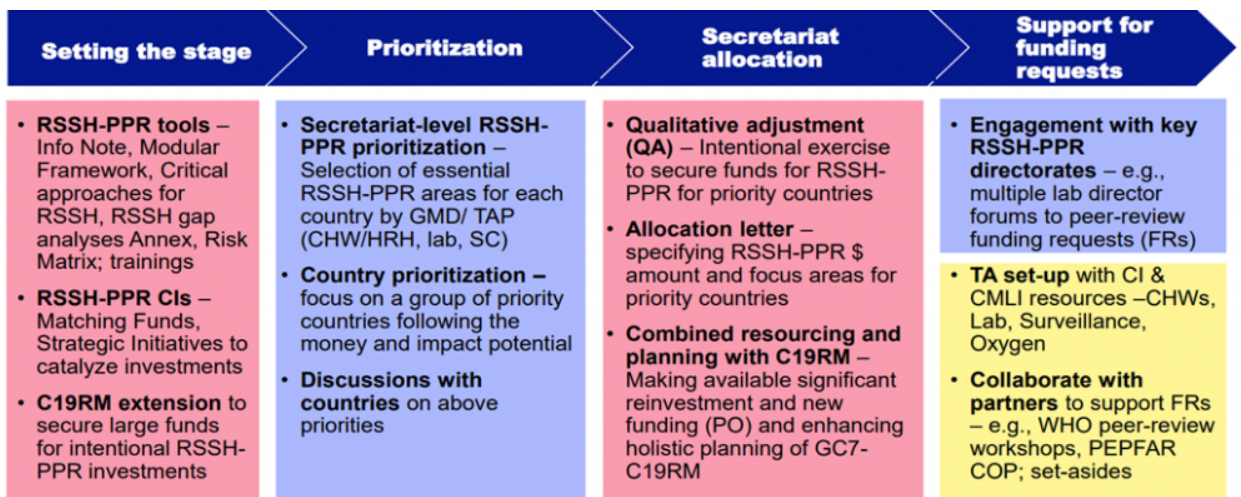 Setting the stage
Prioritization
Secretariat
allocation
Support for
funding
requests
• RSSH-PPR tools –
Info Note, Modular
Framework, Critical
approaches for
RSSH, RSSH gap
analyses Annex, Risk
Matrix; trainings
• RSSH-PPR CIs –
Matching Funds,
Strategic Initiatives to
catalyze investments
• C19RM extension to
secure large funds
for intentional RSSH-
PPR investments
• Secretariat-level RSSH-
PPR prioritization –
Selection of essential
RSSH-PPR areas for each
country by GMD/ TAP
(CHW/HRH, lab, SC)
• Country prioritization –
focus on a group of priority
countries following the
money and impact potential
• Discussions with
countries on above
priorities
• Qualitative adjustment
(QA) – Intentional exercise
to secure funds for RSSH-
PPR for priority countries
• Allocation letter –
specifying RSSH-PPR $
amount and focus areas for
priority countries
• Combined resourcing and
planning with C19RM –
Making available significant
reinvestment and new
funding (PO) and enhancing
holistic planning of GC7-
C19RM
• Engagement with key
RSSH-PPR
directorates – e.g.,
multiple lab director
forums to peer-review
funding requests (FRs)
• TA set-up with CI &
CMLI resources –CHWs,
Lab, Surveillance,
Oxygen
• Collaborate with
partners to support FRs
– e.g., WHO peer-review
workshops, PEPFAR
COP; set-asides